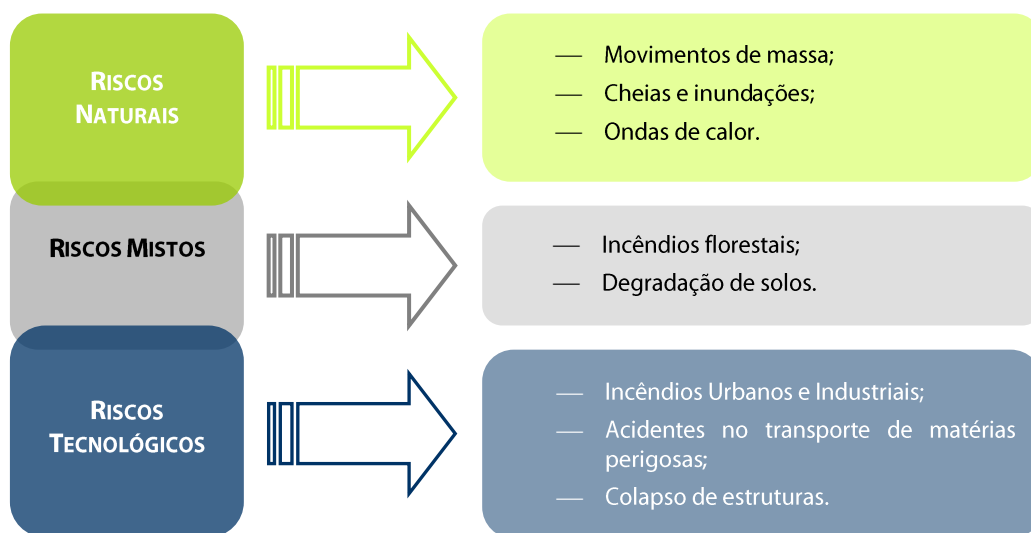 RISCOS
NATURAIS
— Movimentos de massa;
— Cheias e inundações;
— Ondas de calor.
RISCOS MISTOS
— Incêndios florestais;
— Degradação de solos.
RISCOS
TECNOLÓGICOS
— Incêndios Urbanos e Industriais;
— Acidentes no transporte de matérias
perigosas;
— Colapso de estruturas.